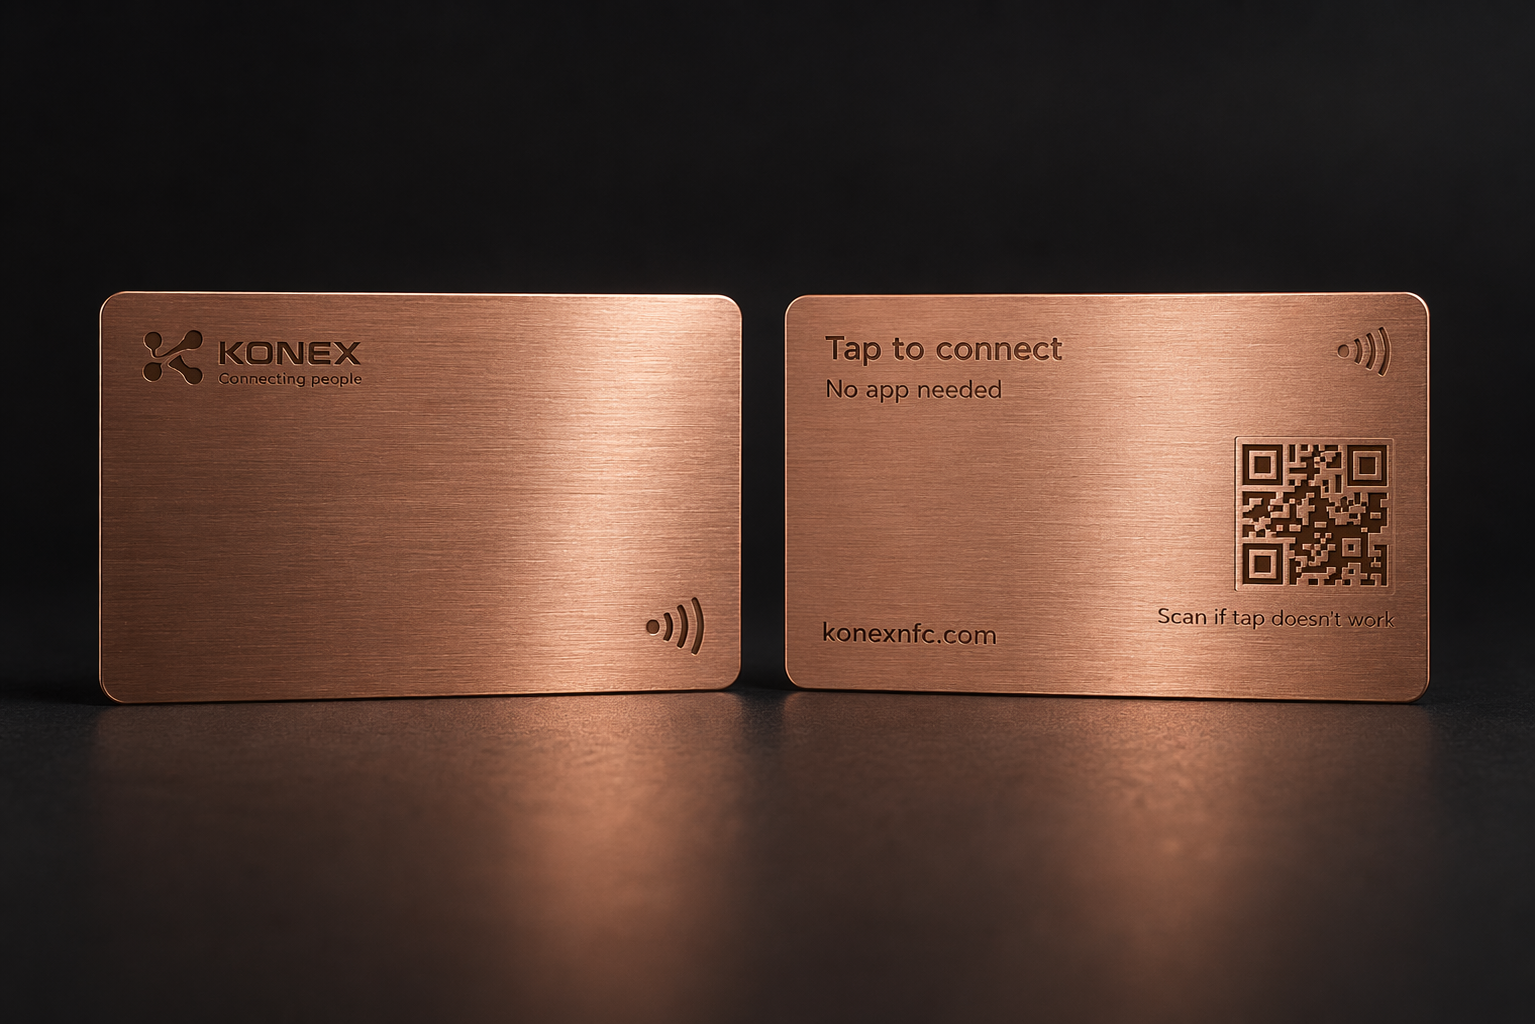 KONEX
Connecting people
Tap to connect
No app needed
Scan if tap doesn't work
konexnfc.com